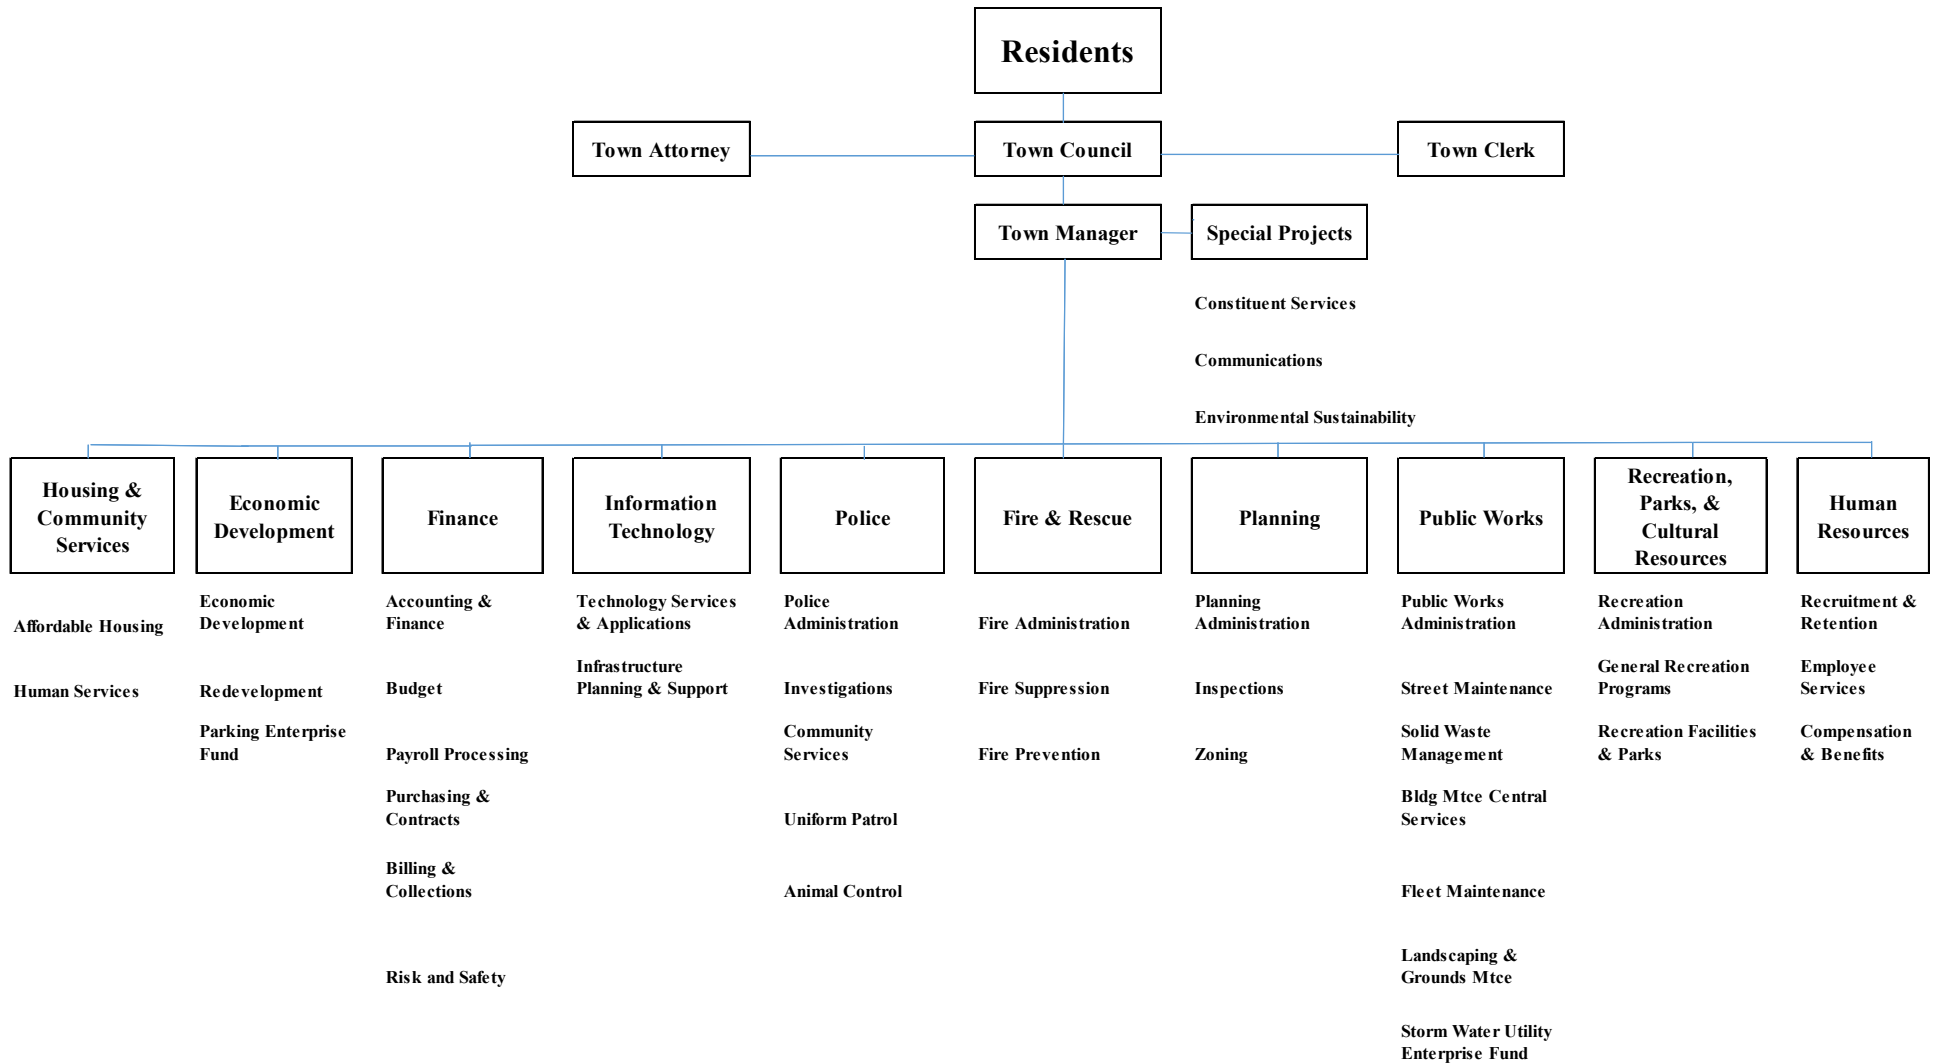 Residents
Town Attorney
Town Council
Town Clerk
Town Manager
Special Projects
Constituent Services
Communications
Environmental Sustainability
Housing &
Community
Services
Economic
Development
Finance
Information
Technology
Police
Fire & Rescue
Planning
Public Works
Recreation,
Parks, &
Cultural
Resources
Human
Resources
Affordable Housing
Human Services
Economic
Development
Redevelopment
Parking Enterprise
Fund
Accounting &
Finance
Budget
Payroll Processing
Purchasing &
Contracts
Billing &
Collections
Risk and Safety
Technology Services
& Applications
Infrastructure
Planning & Support
Police
Administration
Investigations
Community
Services
Uniform Patrol
Animal Control
Fire Administration
Fire Suppression
Fire Prevention
Planning
Administration
Inspections
Zoning
Public Works
Administration
Street Maintenance
Solid Waste
Management
Bldg Mtce Central
Services
Fleet Maintenance
Landscaping &
Grounds Mtce
Storm Water Utility
Enterprise Fund
Recreation
Administration
General Recreation
Programs
Recreation Facilities
& Parks
Recruitment &
Retention
Employee
Services
Compensation
& Benefits